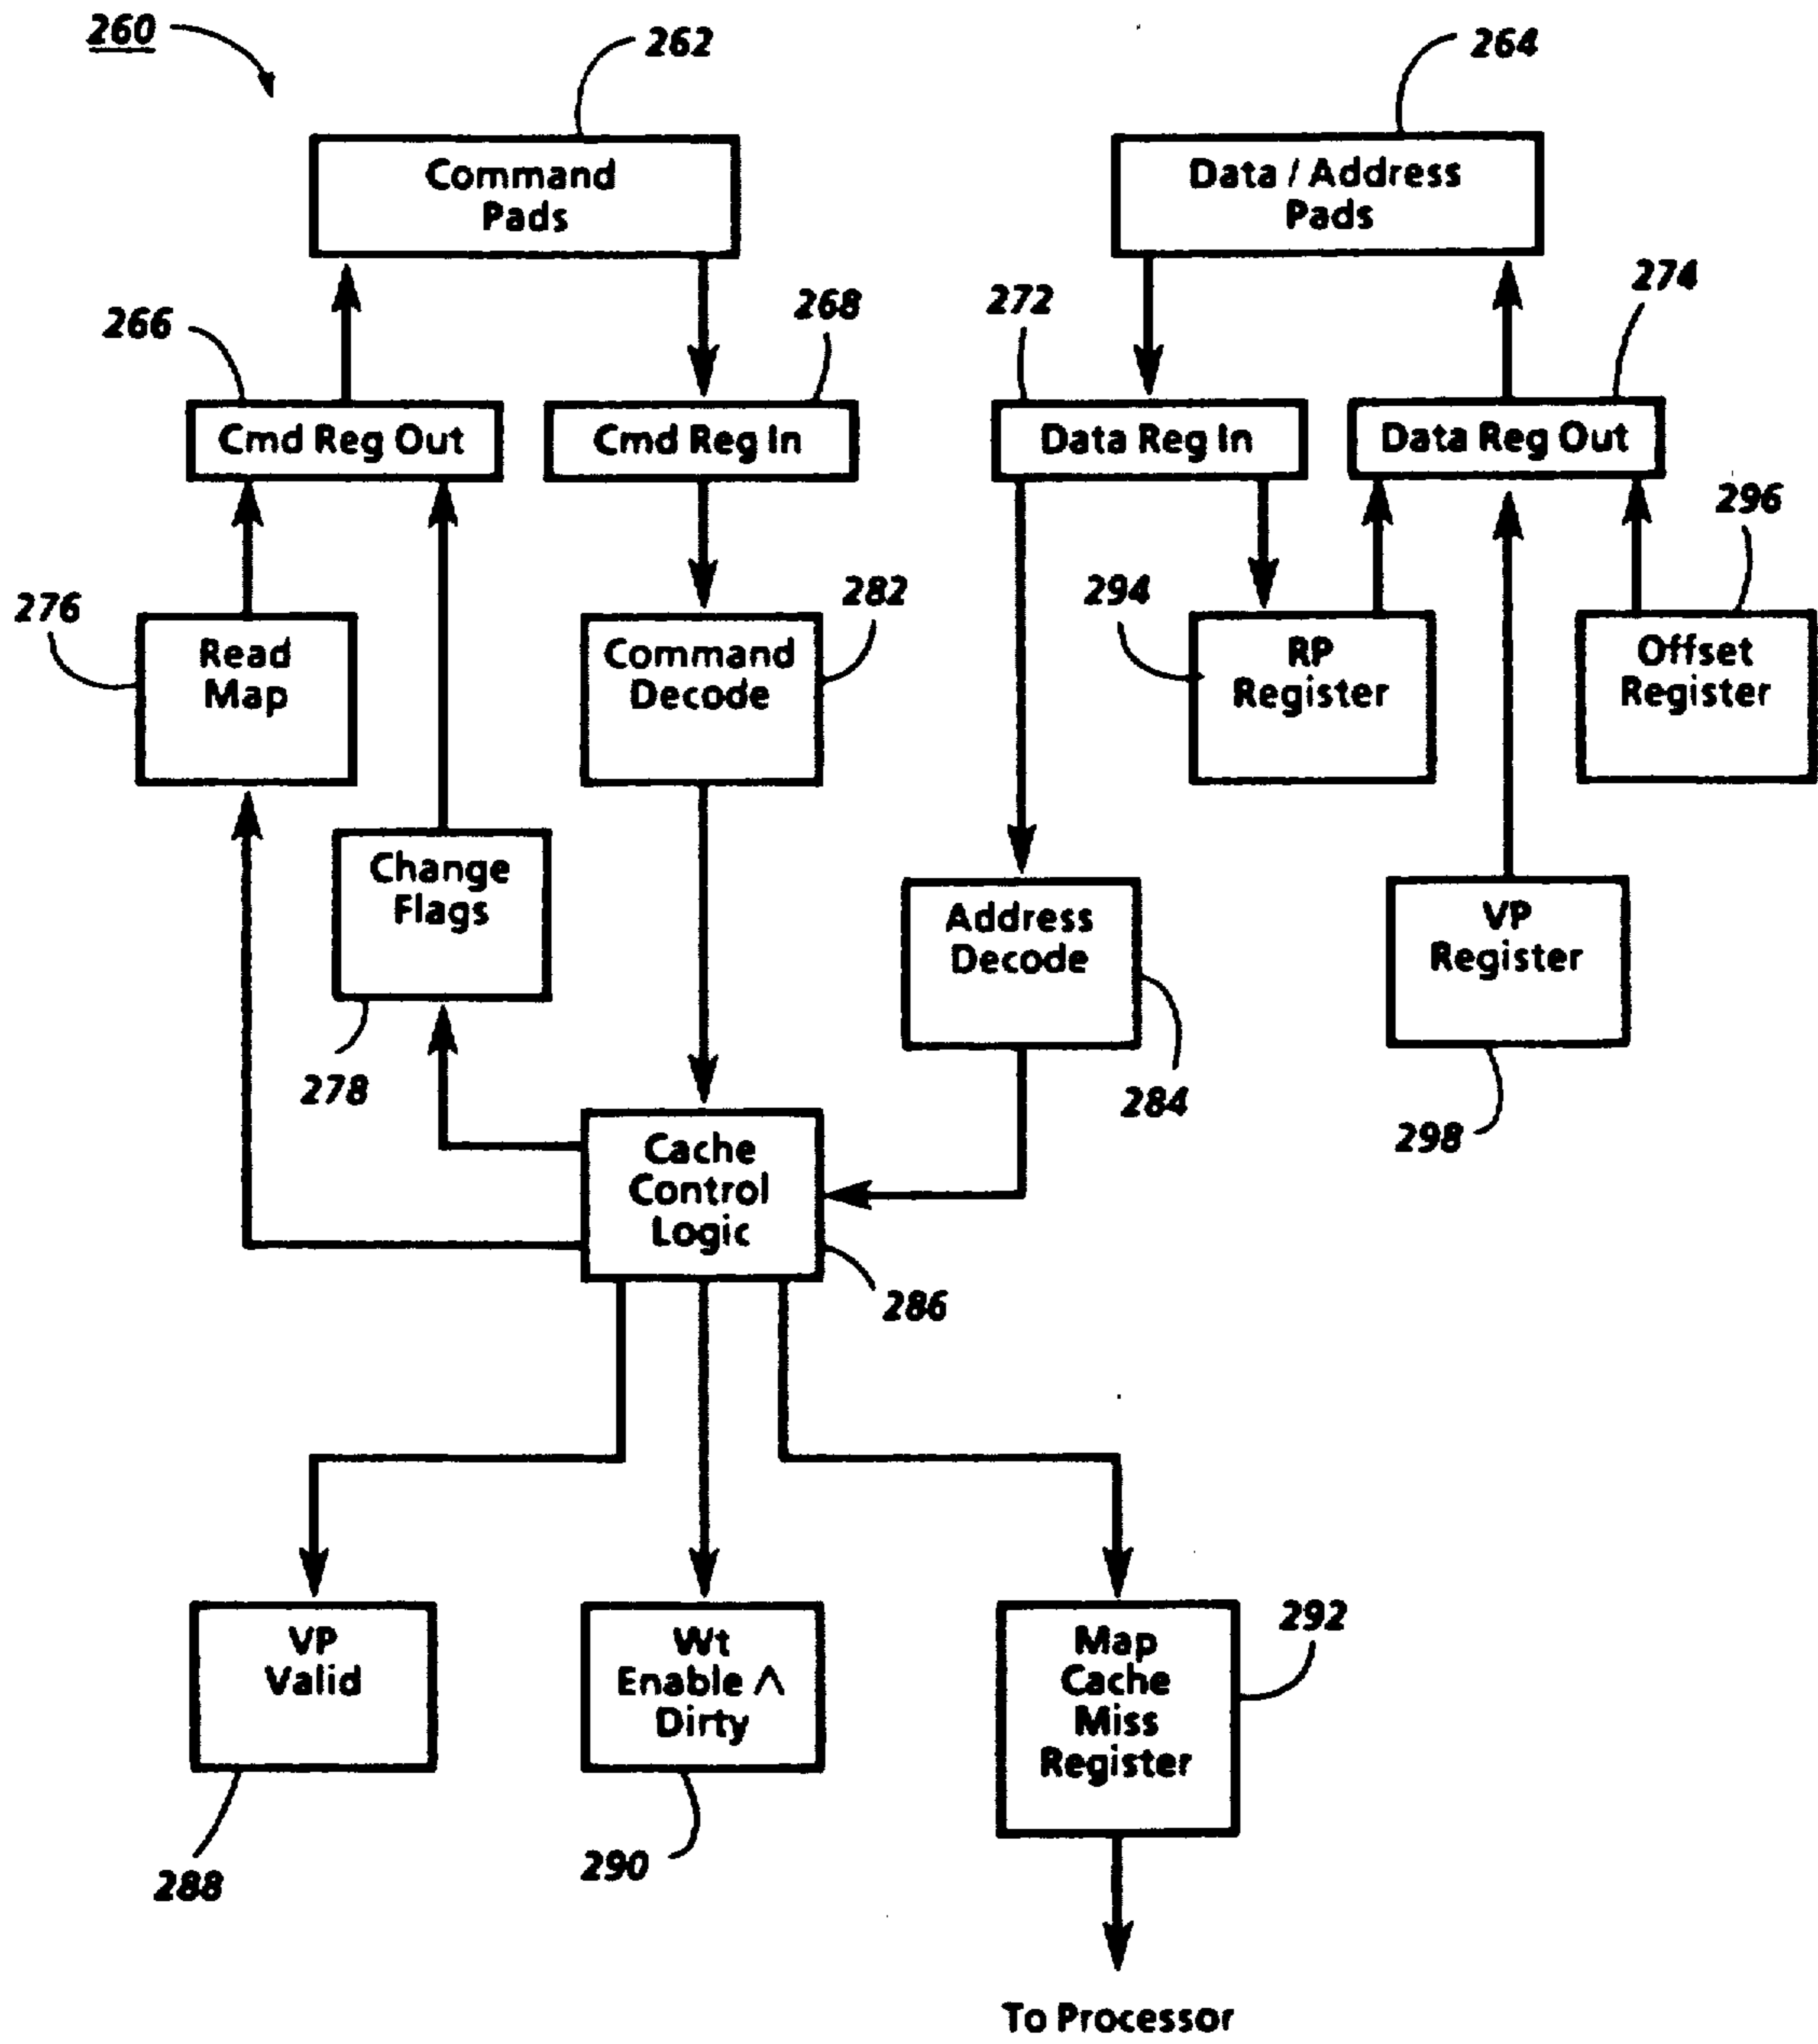 260
262
264
Command
Pads
Data / Address
Pads
266
268
272
274
Cmd Reg Out
Cmd Reg In
Data Reg In
Data Reg Out
276
282
294
296
Read
Map
Command
Decode
RP
Register
Offset
Register
Change
Flags
Address
Decode
VP
Register
278
284
298
Cache
Control
Logic
286
VP
Valid
Wt
Enable ∧
Dirty
Map
Cache
Miss
Register
292
288
290
To Processor